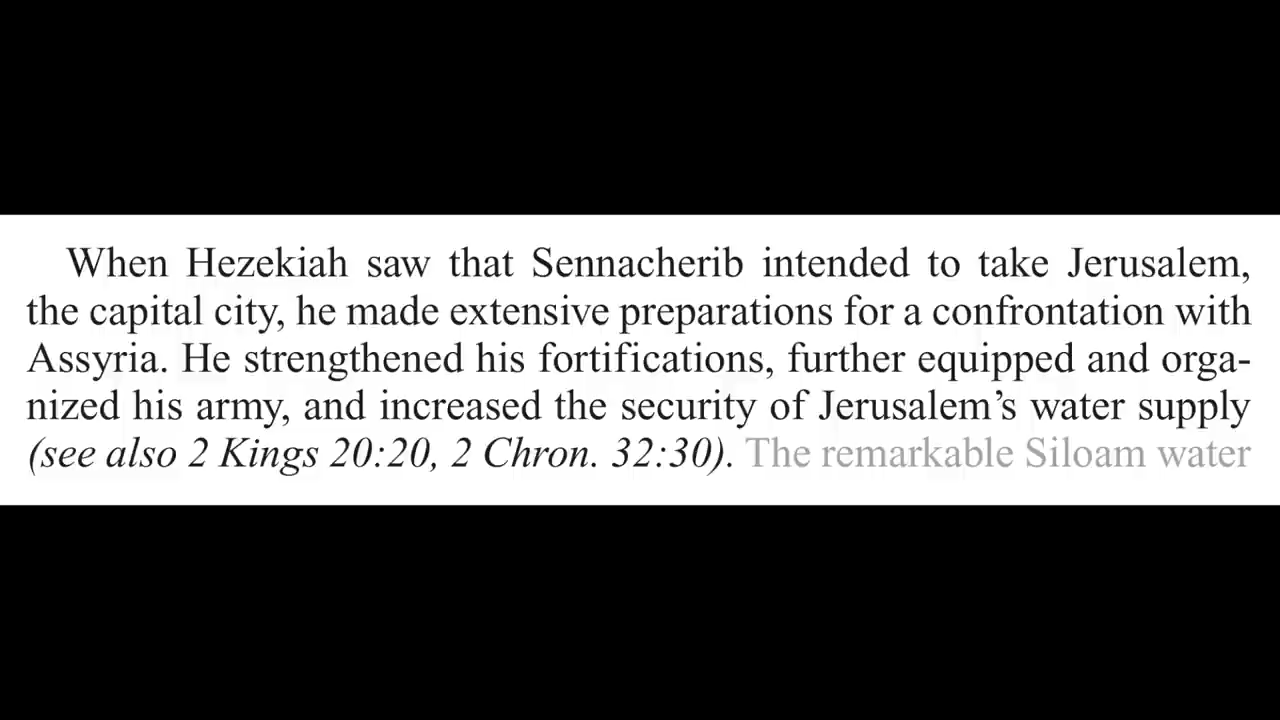 When Hezekiah saw that Sennacherib intended to take Jerusalem,
the capital city, he made extensive preparations for a confrontation with
Assyria. He strengthened his fortifications, further equipped and orga-
nized his army, and increased the security of Jerusalem’s water supply
(see also 2 Kings 20:20, 2 Chron. 32:30). The remarkable Siloam water